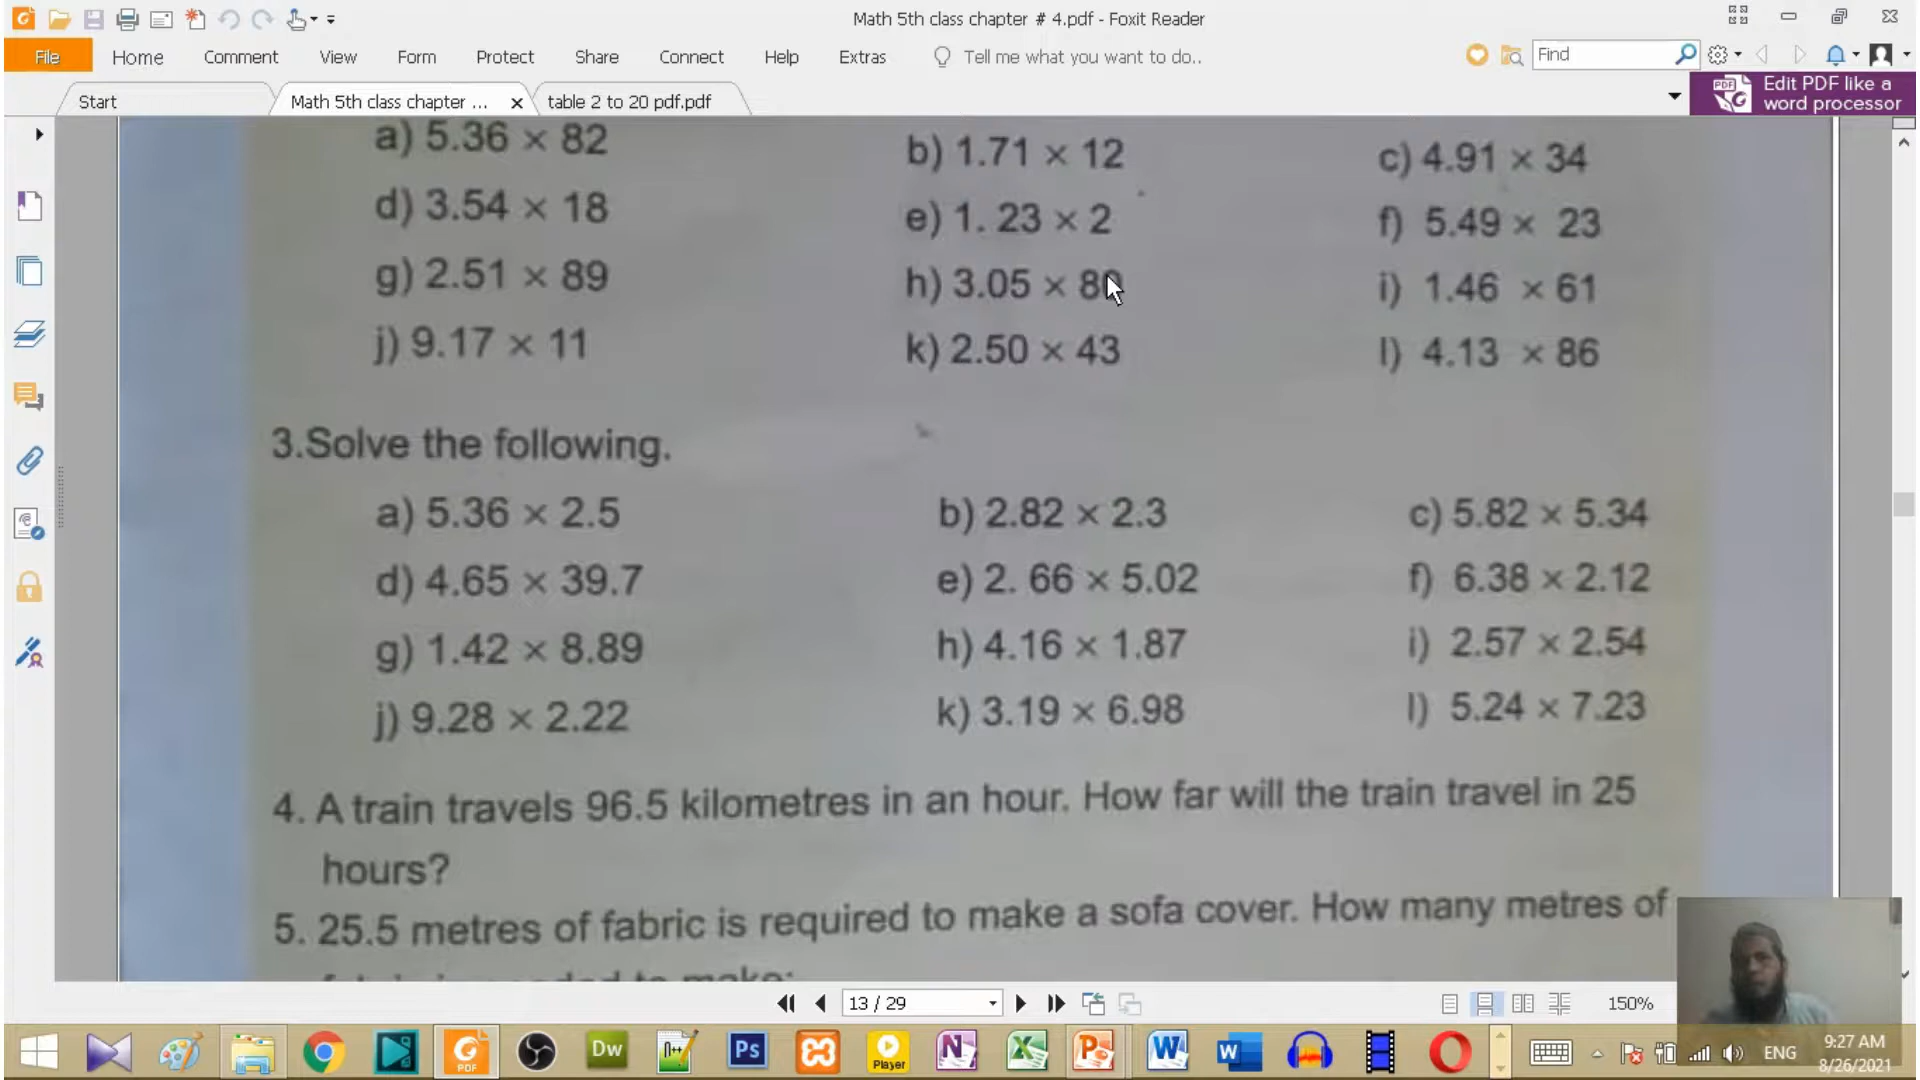 Math 5th class chapter # 4.pdf - Foxit Reader
File Home Comment View Form Protect Share Connect Help Extras Tell me what you want to do.. Find
Start Math 5th class chapter ... table 2 to 20 pdf.pdf
Edit PDF like a
word processor
a) 5.36 × 82 b) 1.71 × 12 c) 4.91 × 34
d) 3.54 × 18 e) 1. 23 × 2 f) 5.49 × 23
g) 2.51 × 89 h) 3.05 × 80 i) 1.46 × 61
j) 9.17 × 11 k) 2.50 × 43 l) 4.13 × 86
3.Solve the following.
a) 5.36 × 2.5 b) 2.82 × 2.3 c) 5.82 × 5.34
d) 4.65 × 39.7 e) 2. 66 × 5.02 f) 6.38 × 2.12
g) 1.42 × 8.89 h) 4.16 × 1.87 i) 2.57 × 2.54
j) 9.28 × 2.22 k) 3.19 × 6.98 l) 5.24 × 7.23
4. A train travels 96.5 kilometres in an hour. How far will the train travel in 25
hours?
5. 25.5 metres of fabric is required to make a sofa cover. How many metres of
to make:
13 / 29 150%
PDF Dw n++ Ps Player N X P W W ENG
9:27 AM
8/26/2021